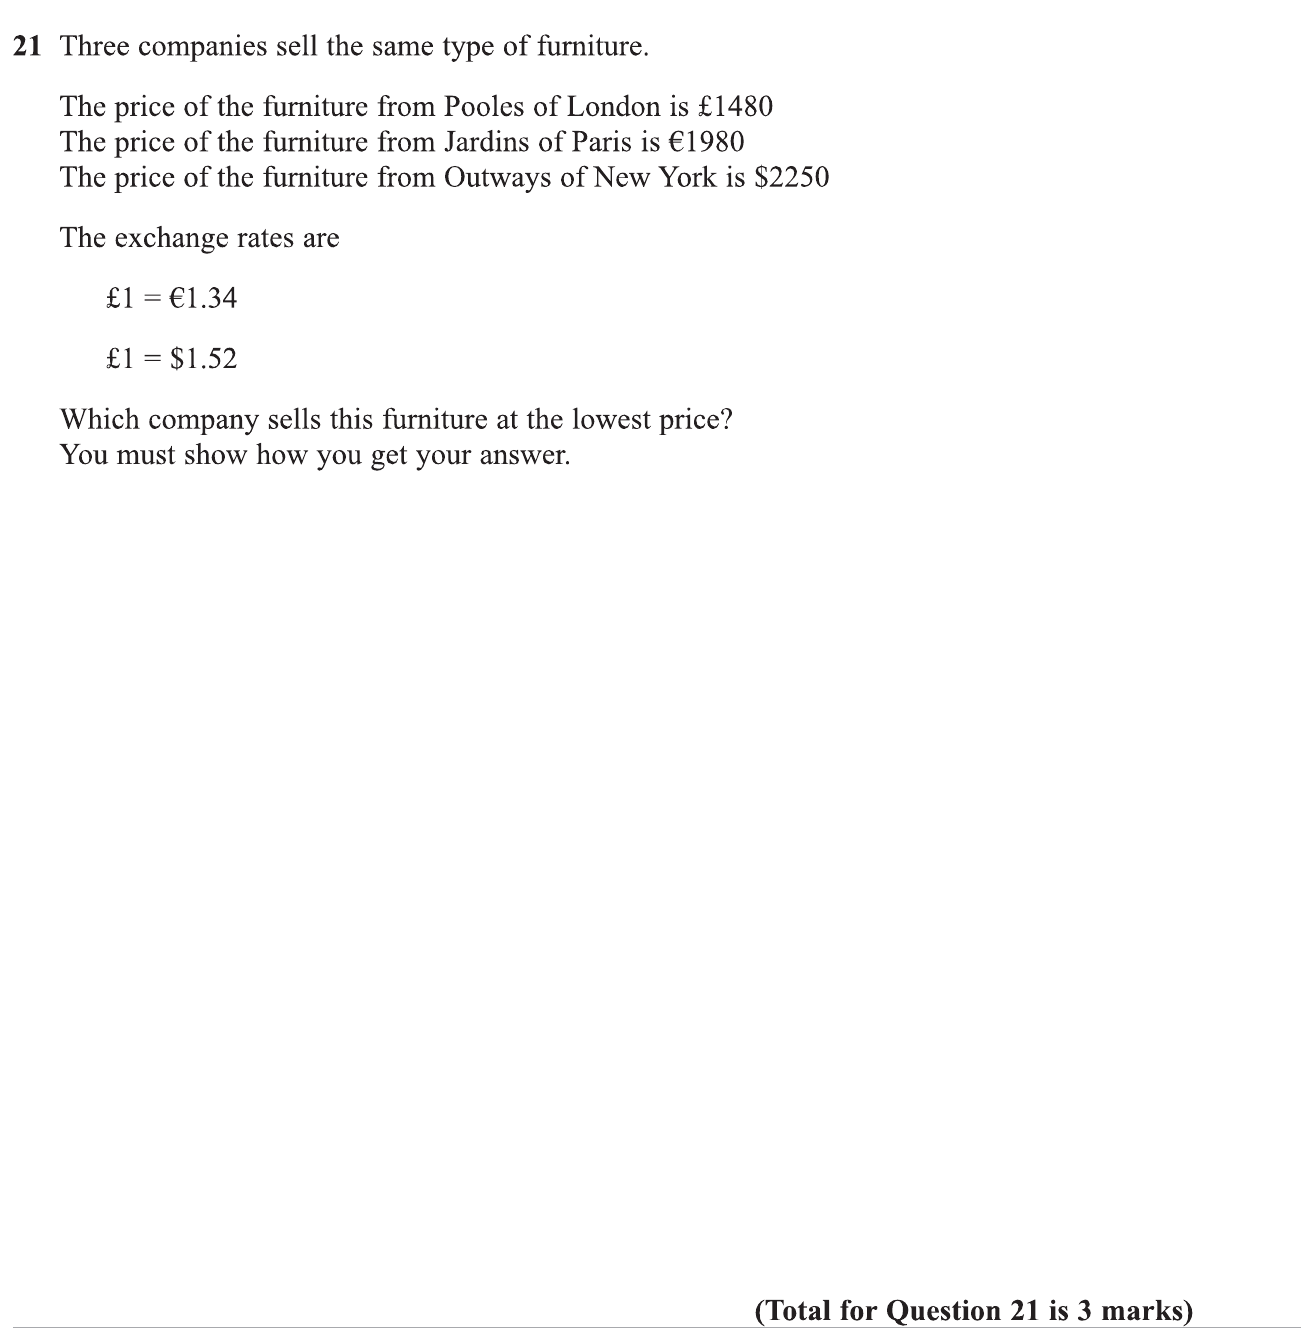 21 Three companies sell the same type of furniture.
The price of the furniture from Pooles of London is £1480
The price of the furniture from Jardins of Paris is €1980
The price of the furniture from Outways of New York is $2250
The exchange rates are
£1 = €1.34
£1 = $1.52
Which company sells this furniture at the lowest price?
You must show how you get your answer.
(Total for Question 21 is 3 marks)